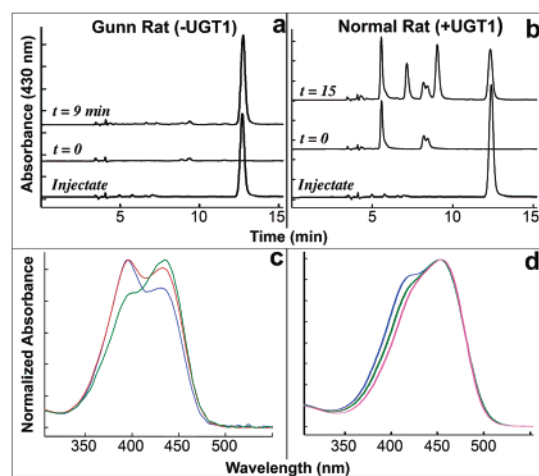 Gunn Rat (-UGT1)
a
Normal Rat (+UGT1)
b
Absorbance (430 nm)
t = 9 min
t = 0
Injectate
t = 15
t = 0
Injectate
5 10 15
5 10 15
Time (min)
c
d
Normalized Absorbance
350 400 450 500
350 400 450 500
Wavelength (nm)